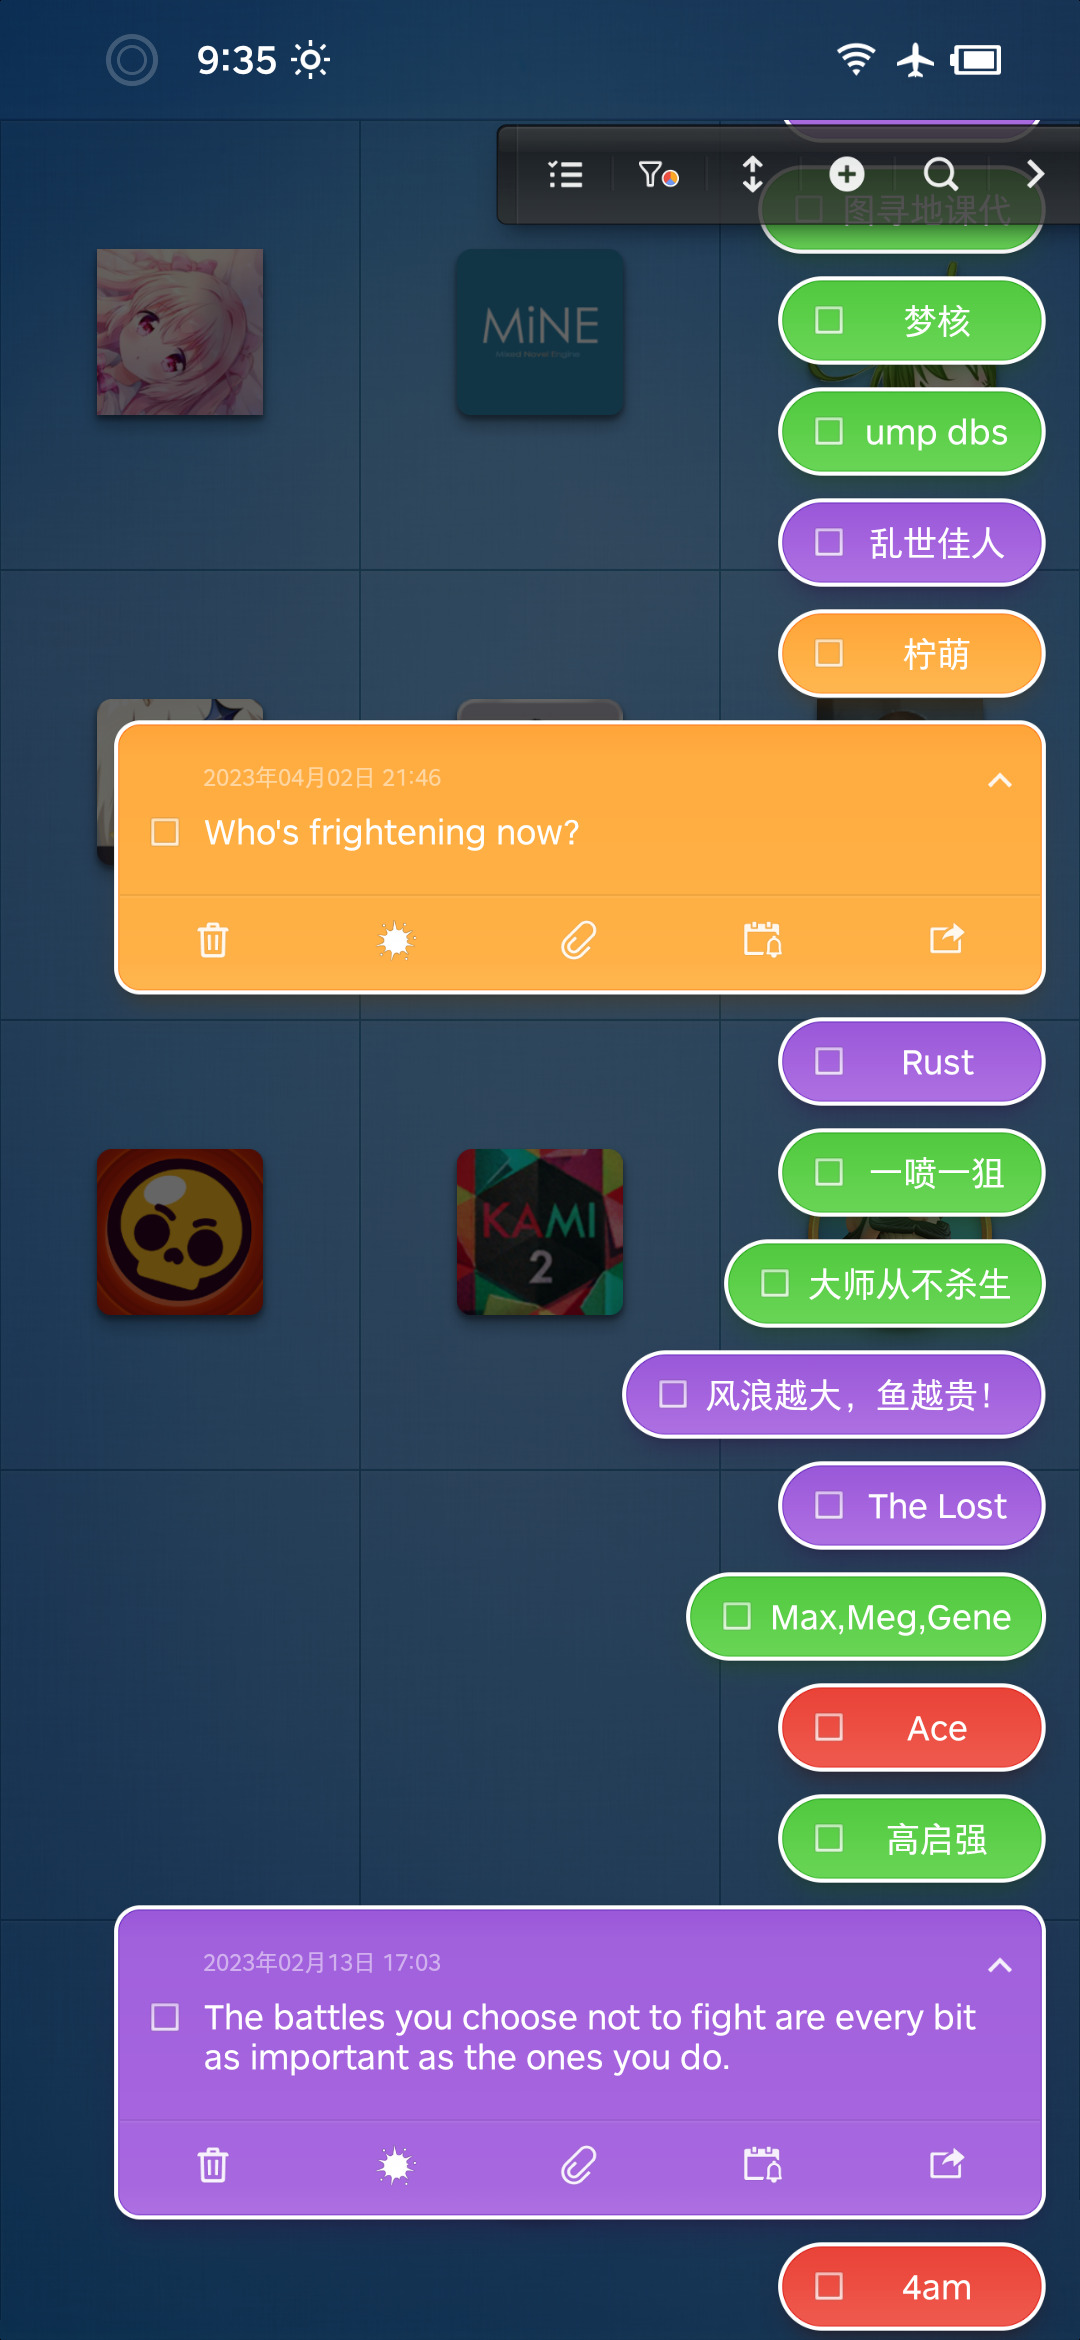 9:35
图寻地课代
MiNE
Mixed Novel Engine
梦核
ump dbs
乱世佳人
柠萌
2023年04月02日 21:46
Who's frightening now?
Rust
一喷一狙
KAMI
2
大师从不杀生
风浪越大，鱼越贵！
The Lost
Max,Meg,Gene
Ace
高启强
2023年02月13日 17:03
The battles you choose not to fight are every bit
as important as the ones you do.
4am